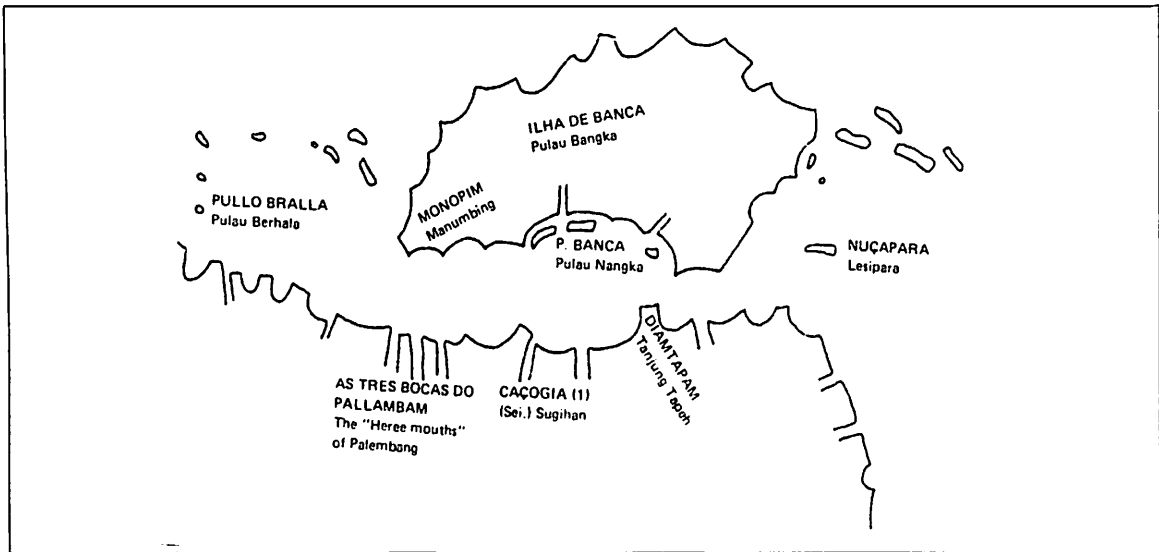 ILHA DE BANCA
Pulau Bangka
PULLO BRALLA
Pulau Berhala
MONOPIM
Manumbing
P. BANCA
Pulau Nangka
NUÇAPARA
Lesipara
DIAMTAPAM
Tanjung Tapah
AS TRES BOCAS DO
PALLAMBAM
The "Heree mouths"
of Palembang
CAÇOGIA (1)
(Sei.) Sugihan